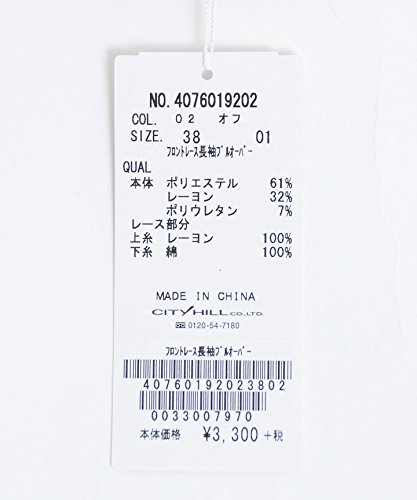 NO. 4076019202
COL. 02 オフ
SIZE. 38 01
ﾌﾛﾝﾄﾚｰｽ長袖ﾌﾟﾙｵｰﾊﾞｰ
QUAL
本体 ポリエステル 61%
レーヨン 32%
ポリウレタン 7%
レース部分
上糸 レーヨン 100%
下糸 綿 100%
MADE IN CHINA
CITYHILL CO.,LTD.
0120-54-7180
ﾌﾛﾝﾄﾚｰｽ長袖ﾌﾟﾙｵｰﾊﾞｰ
40760192023802
0033007970
本体価格 ¥3,300+税